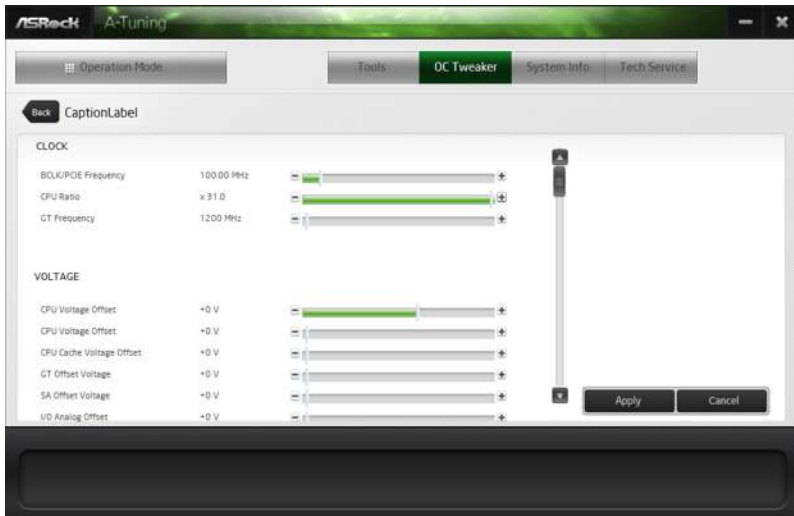 ASRock A-Tuning
Operation Mode Tools OC Tweaker System Info Tech Service
Back CaptionLabel
CLOCK
BCLK/PCIE Frequency 100.00 MHz
CPU Ratio x 31.0
GT Frequency 1200 MHz
VOLTAGE
CPU Voltage Offset +0 V
CPU Voltage Offset +0 V
CPU Cache Voltage Offset +0 V
GT Offset Voltage +0 V
SA Offset Voltage +0 V
I/O Analog Offset +0 V
Apply Cancel